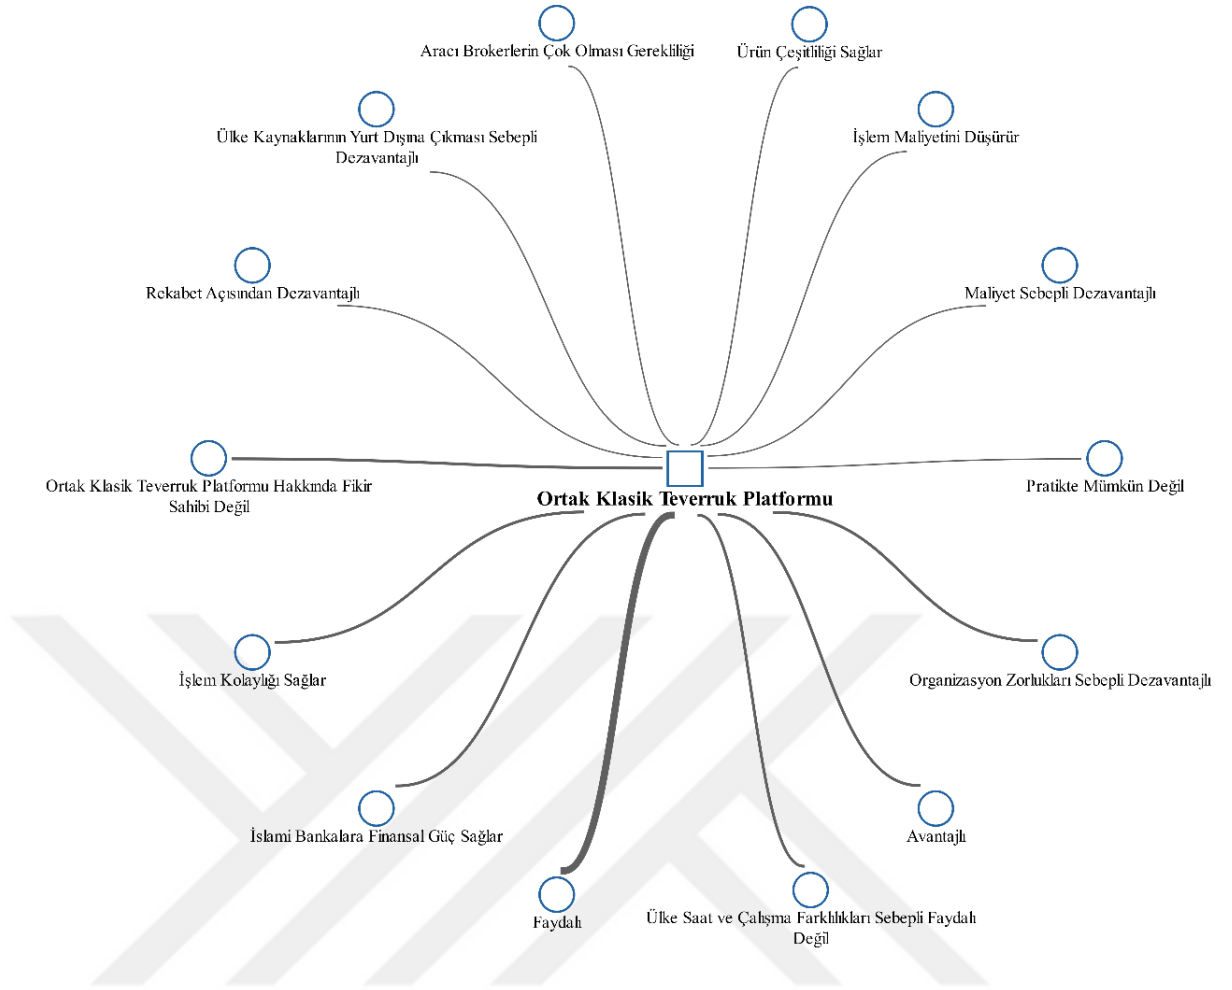 Aracı Brokerlerin Çok Olması Gerekliliği
Ürün Çeşitliliği Sağlar
Ülke Kaynaklarının Yurt Dışına Çıkması Sebepli
Dezavantajlı
İşlem Maliyetini Düşürür
Rekabet Açısından Dezavantajlı
Maliyet Sebepli Dezavantajlı
Ortak Klasik Teverruk Platformu Hakkında Fikir
Sahibi Değil
Pratikte Mümkün Değil
Ortak Klasik Teverruk Platformu
İşlem Kolaylığı Sağlar
Organizasyon Zorlukları Sebepli Dezavantajlı
İslami Bankalara Finansal Güç Sağlar
Avantajlı
Faydalı
Ülke Saat ve Çalışma Farklılıkları Sebepli Faydalı
Değil